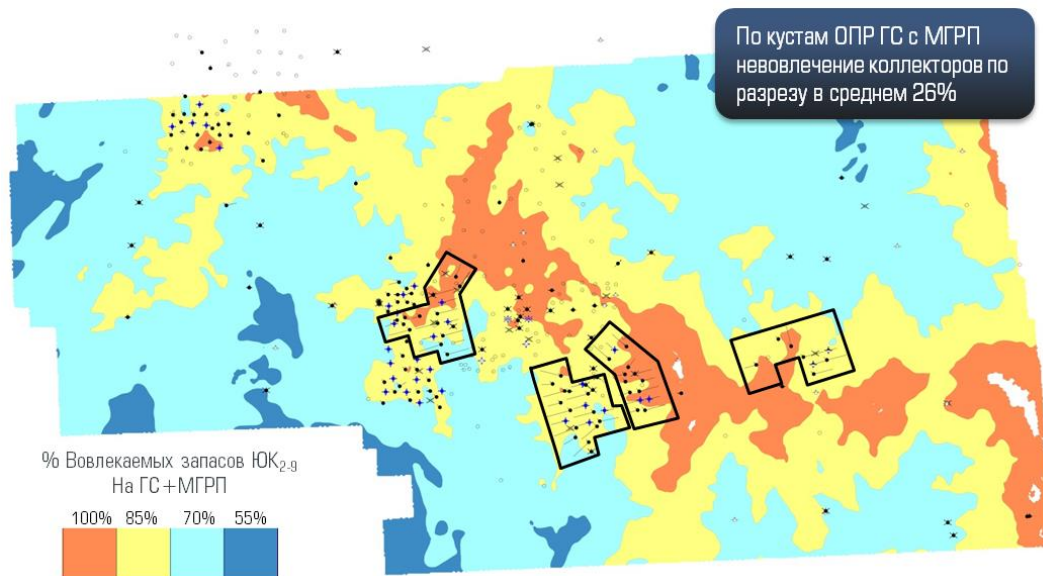 По кустам ОПР ГС с МГРП
невовлечение коллекторов по
разрезу в среднем 26%
% Вовлекаемых запасов ЮК2-9
На ГС+МГРП
100% 85% 70% 55%